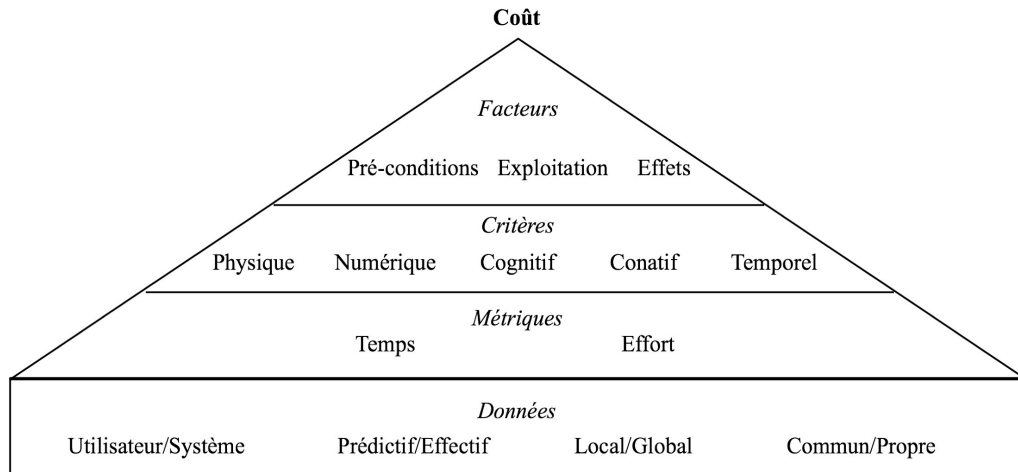 Coût
Facteurs
Pré-conditions Exploitation Effets
Critères
Physique Numérique Cognitif Conatif Temporel
Métriques
Temps Effort
Données
Utilisateur/Système Prédictif/Effectif Local/Global Commun/Propre